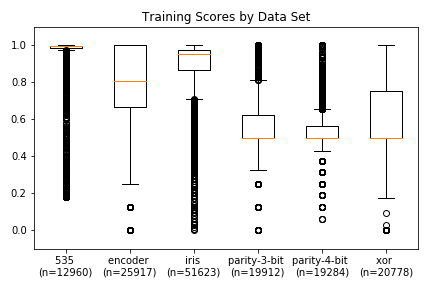 Training Scores by Data Set
1.0
0.8
0.6
0.4
0.2
0.0
535 encoder iris parity-3-bit parity-4-bit xor
(n=12960) (n=25917) (n=51623) (n=19912) (n=19284) (n=20778)